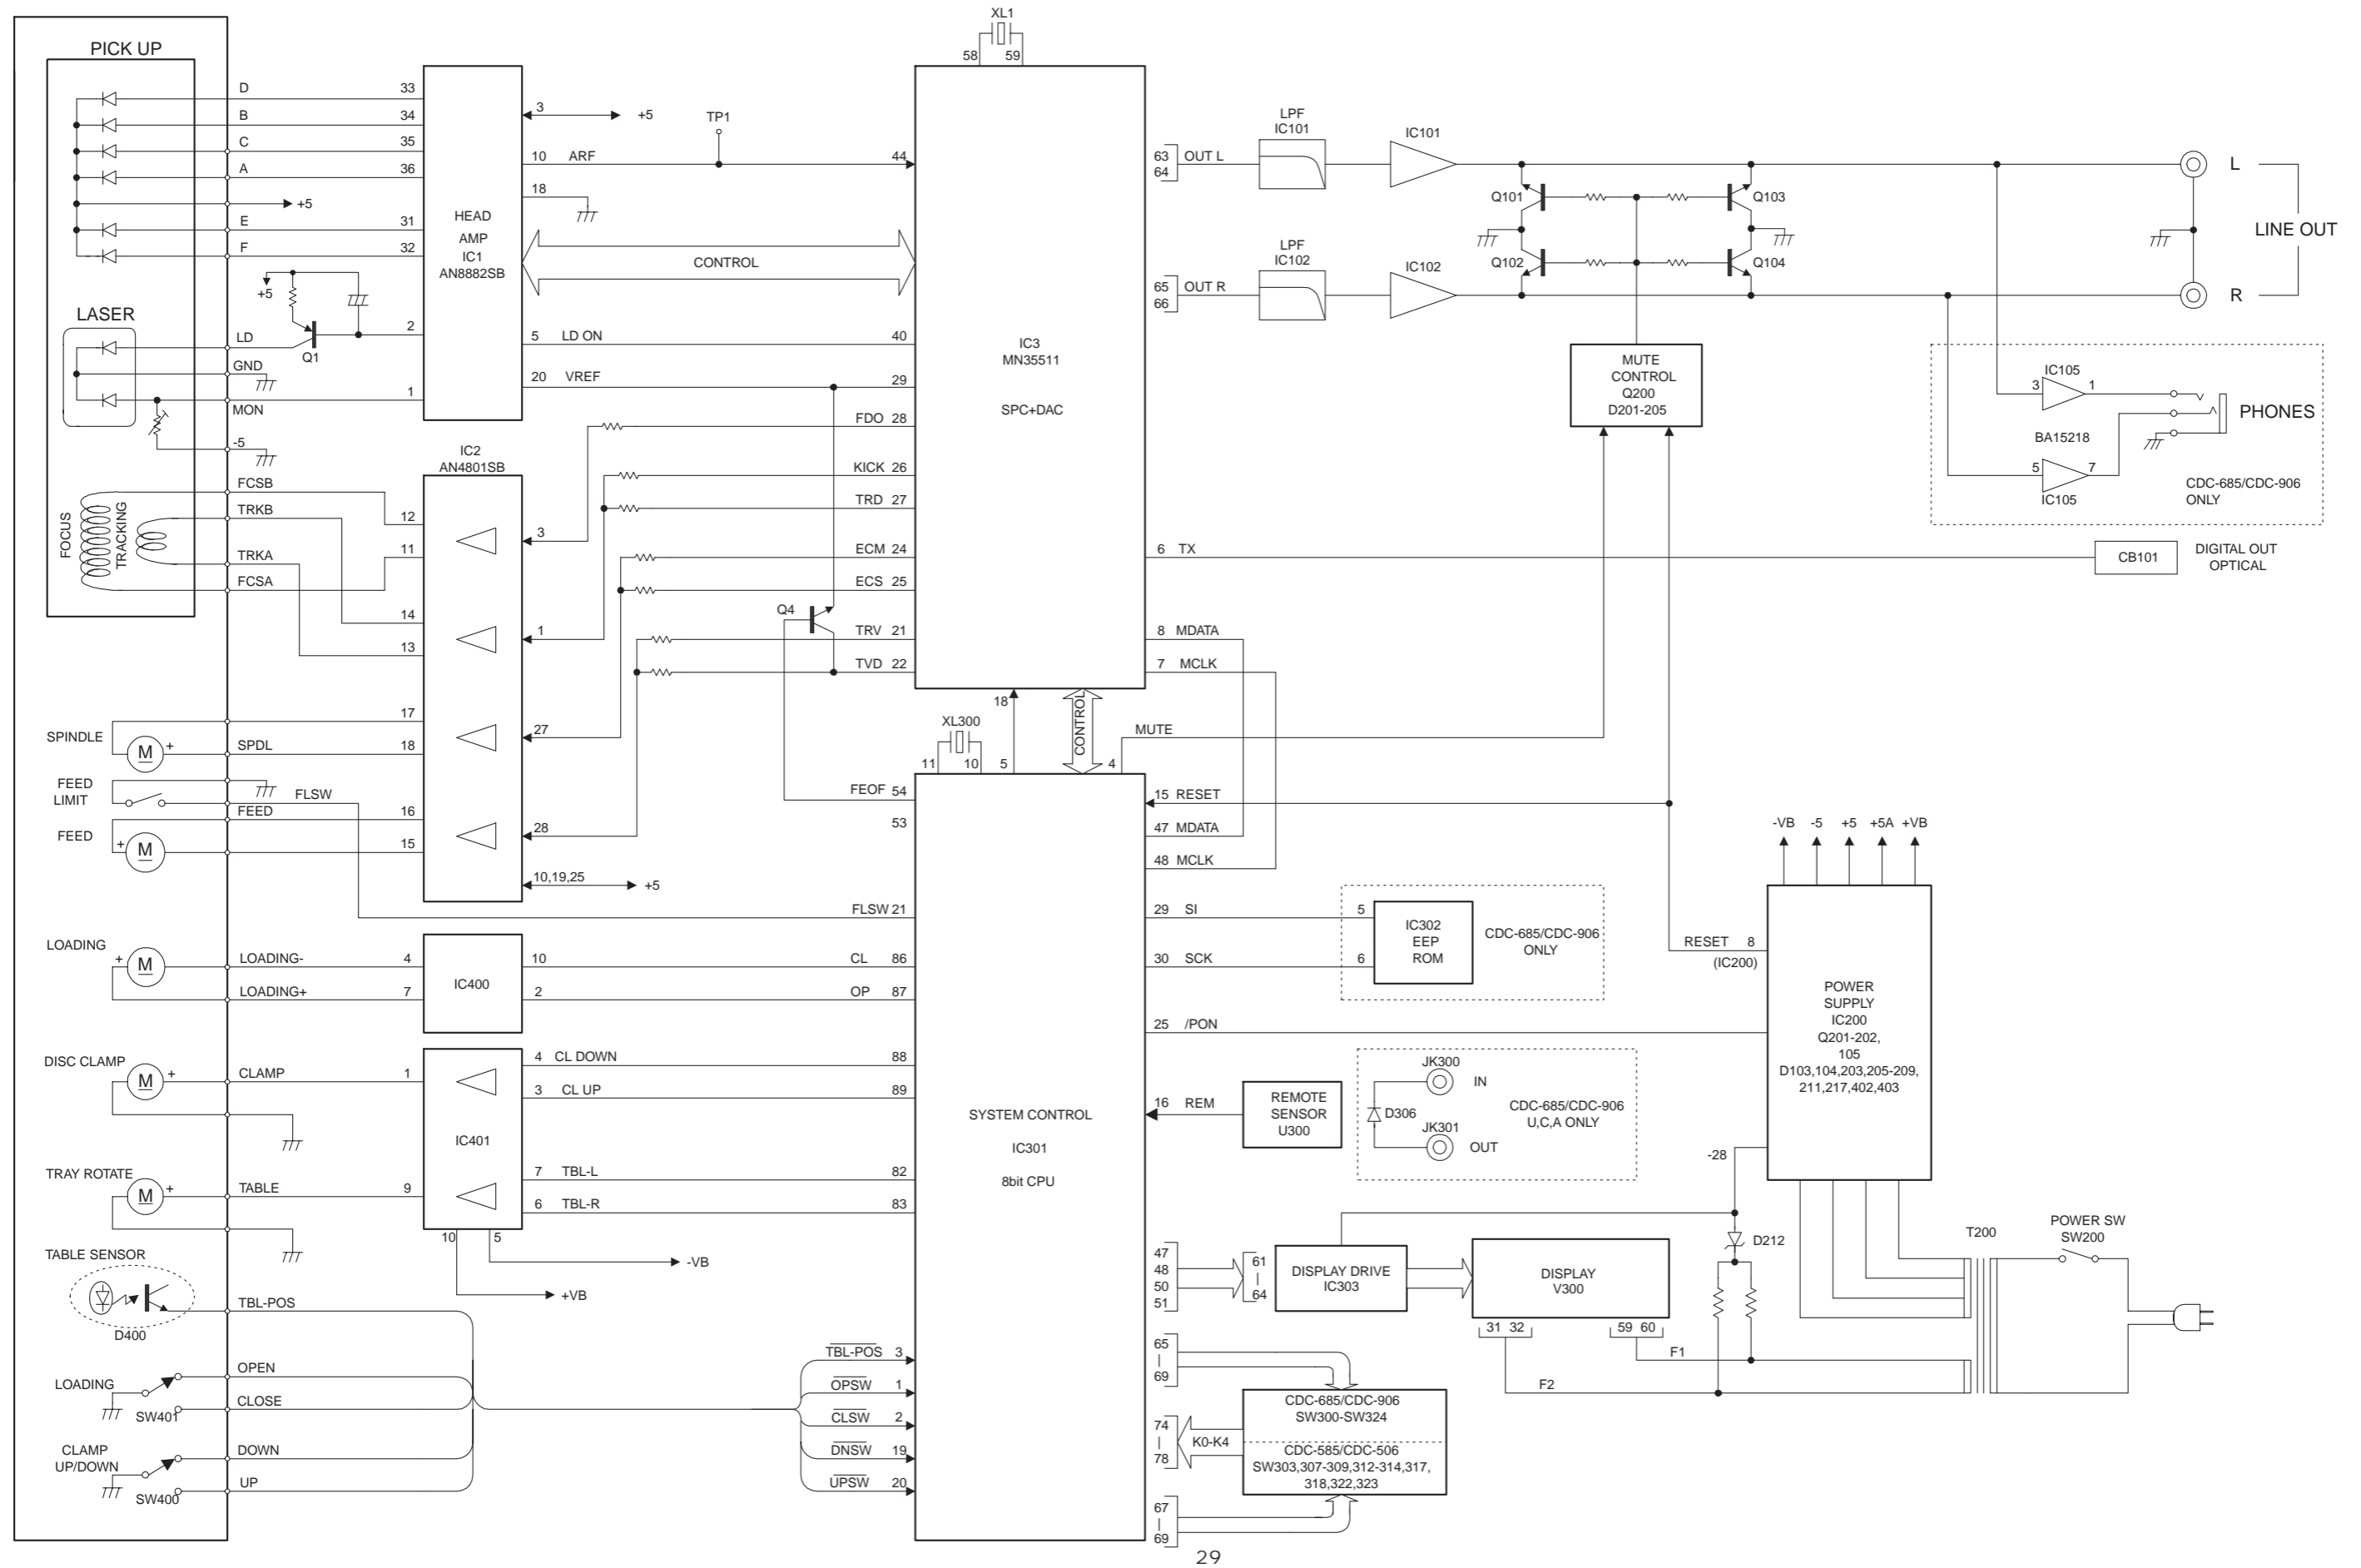 PICK UP
D 33
B 34
C 35
A 36
+5
E 31
F 32
+5
LASER
LD
Q1
2
GND
MON
1
-5
HEAD
AMP
IC1
AN8882SB
3
+5
TP1
10 ARF
44
18
CONTROL
5 LD ON
40
20 VREF
29
FDO 28
KICK 26
TRD 27
ECM 24
ECS 25
TRV 21
TVD 22
Q4
XL1
58 59
IC3
MN35511
SPC+DAC
18
CONTROL
63
64
OUT L
65
66
OUT R
LPF
IC101
IC101
LPF
IC102
IC102
Q101
Q103
Q102
Q104
MUTE
CONTROL
Q200
D201-205
L
LINE OUT
R
IC105
3
1
PHONES
BA15218
5
7
IC105
CDC-685/CDC-906
ONLY
6 TX
CB101
DIGITAL OUT
OPTICAL
8 MDATA
7 MCLK
MUTE
IC2
AN4801SB
FOCUS
TRACKING
FCSB
TRKB
TRKA
FCSA
12
11
14
13
3
1
27
28
10,19,25
+5
SPINDLE
M
+
17
SPDL
18
FEED
LIMIT
FLSW
FEED
16
FEED
+
M
15
XL300
11 10
5
4
FEOF 54
53
FLSW 21
15 RESET
47 MDATA
48 MCLK
29 SI
5
30 SCK
6
IC302
EEP
ROM
CDC-685/CDC-906
ONLY
25 /PON
-VB -5 +5 +5A +VB
RESET 8
(IC200)
POWER
SUPPLY
IC200
Q201-202,
105
D103,104,203,205-209,
211,217,402,403
-28
LOADING
+
M
LOADING-
4
LOADING+
7
IC400
10
CL 86
2
OP 87
DISC CLAMP
M
+
CLAMP
1
IC401
4 CL DOWN
88
3 CL UP
89
7 TBL-L
82
6 TBL-R
83
TRAY ROTATE
M
+
TABLE
9
10
5
-VB
+VB
SYSTEM CONTROL
IC301
8bit CPU
16 REM
REMOTE
SENSOR
U300
JK300
IN
D306
JK301
OUT
CDC-685/CDC-906
U,C,A ONLY
TABLE SENSOR
D400
TBL-POS
LOADING
SW401
OPEN
CLOSE
CLAMP
UP/DOWN
SW400
DOWN
UP
TBL-POS 3
OPSW 1
CLSW 2
DNSW 19
UPSW 20
47
48
50
51
61
|
64
DISPLAY DRIVE
IC303
DISPLAY
V300
31 32
59 60
F1
F2
D212
T200
POWER SW
SW200
65
|
69
74
|
78
K0-K4
67
|
69
CDC-685/CDC-906
SW300-SW324
CDC-585/CDC-506
SW303,307-309,312-314,317,
318,322,323
29